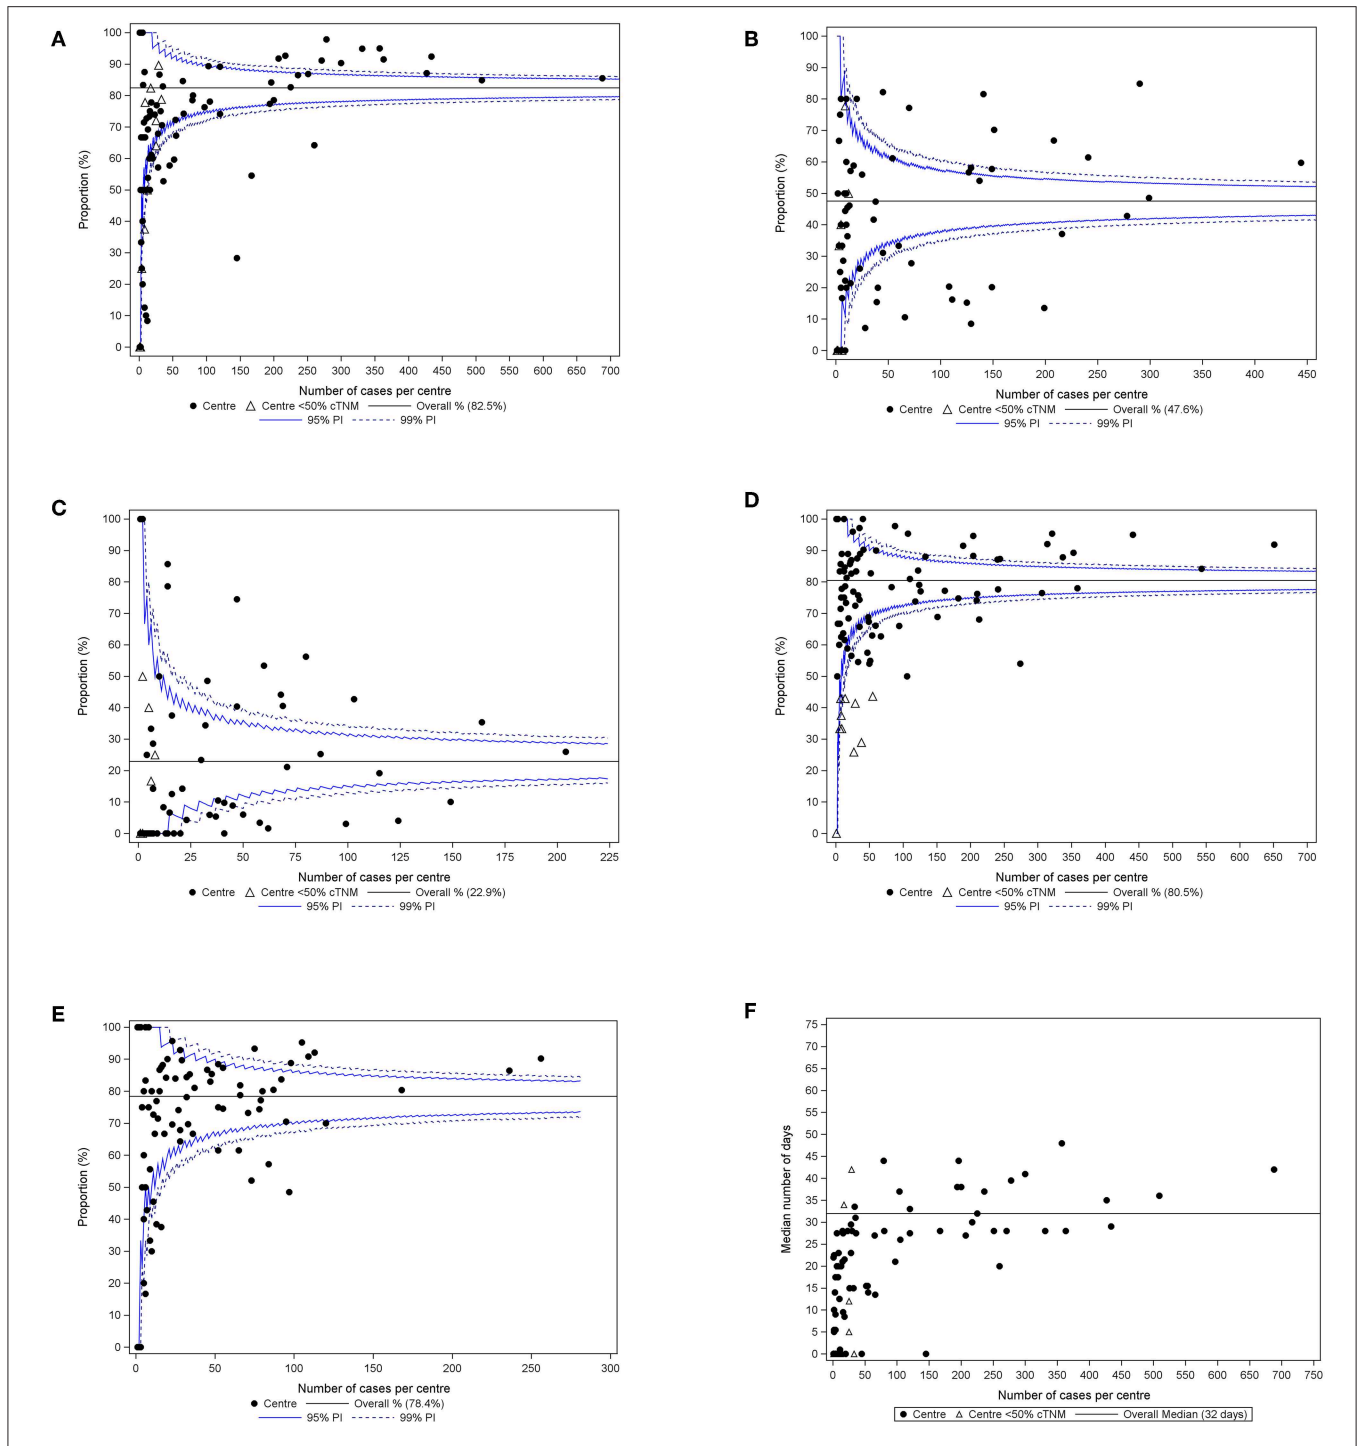 A
Proportion (%)
100
90
80
70
60
50
40
30
20
10
0
0 50 100 150 200 250 300 350 400 450 500 550 600 650 700
Number of cases per centre
Centre Centre <50% cTNM Overall % (82.5%)
95% PI 99% PI
B
Proportion (%)
100
90
80
70
60
50
40
30
20
10
0
0 50 100 150 200 250 300 350 400 450
Number of cases per centre
Centre Centre <50% cTNM Overall % (47.6%)
95% PI 99% PI
C
Proportion (%)
100
90
80
70
60
50
40
30
20
10
0
0 25 50 75 100 125 150 175 200 225
Number of cases per centre
Centre Centre <50% cTNM Overall % (22.9%)
95% PI 99% PI
D
Proportion (%)
100
90
80
70
60
50
40
30
20
10
0
0 50 100 150 200 250 300 350 400 450 500 550 600 650 700
Number of cases per centre
Centre Centre <50% cTNM Overall % (80.5%)
95% PI 99% PI
E
Proportion (%)
100
90
80
70
60
50
40
30
20
10
0
0 50 100 150 200 250 300
Number of cases per centre
Centre Overall % (78.4%)
95% PI 99% PI
F
Median number of days
75
70
65
60
55
50
45
40
35
30
25
20
15
10
5
0
0 50 100 150 200 250 300 350 400 450 500 550 600 650 700 750
Number of cases per centre
Centre Centre <50% cTNM Overall Median (32 days)